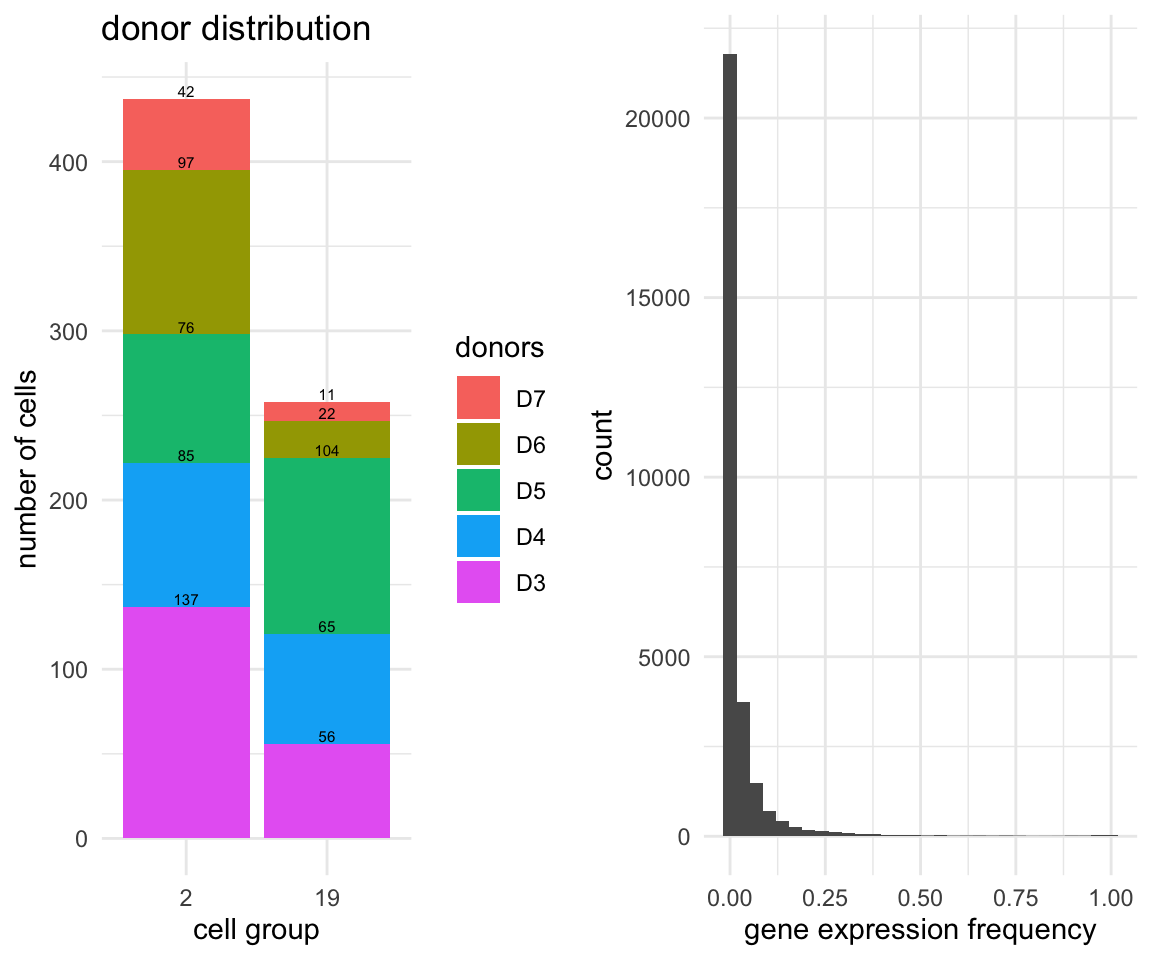 donor distribution
number of cells
400
300
200
100
0
42
97
76
85
137
11
22
104
65
56
2
19
cell group
donors
D7
D6
D5
D4
D3
count
20000
15000
10000
5000
0
0.00
0.25
0.50
0.75
1.00
gene expression frequency